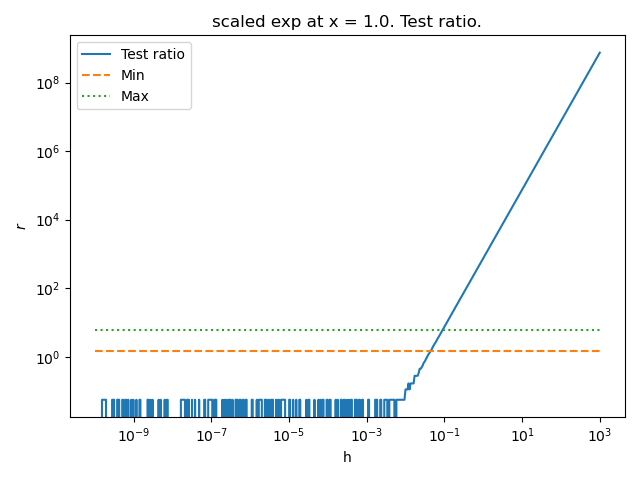 scaled exp at x = 1.0. Test ratio.
Test ratio
Min
Max
10^8
10^6
10^4
10^2
10^0
r
10^-9
10^-7
10^-5
10^-3
10^-1
10^1
10^3
h